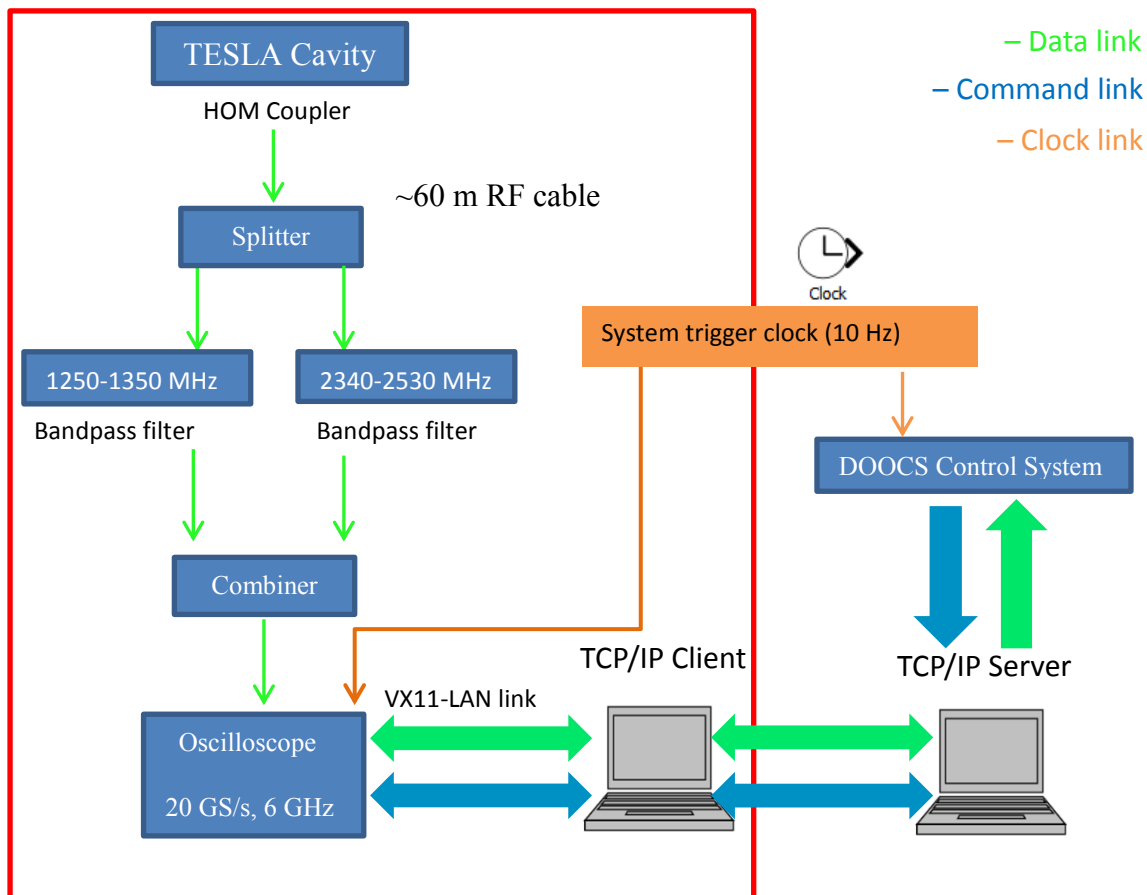 TESLA Cavity
– Data link
– Command link
– Clock link
HOM Coupler
~60 m RF cable
Splitter
Clock
System trigger clock (10 Hz)
1250-1350 MHz
2340-2530 MHz
Bandpass filter
Bandpass filter
DOOCS Control System
Combiner
TCP/IP Client
TCP/IP Server
VX11-LAN link
Oscilloscope
20 GS/s, 6 GHz